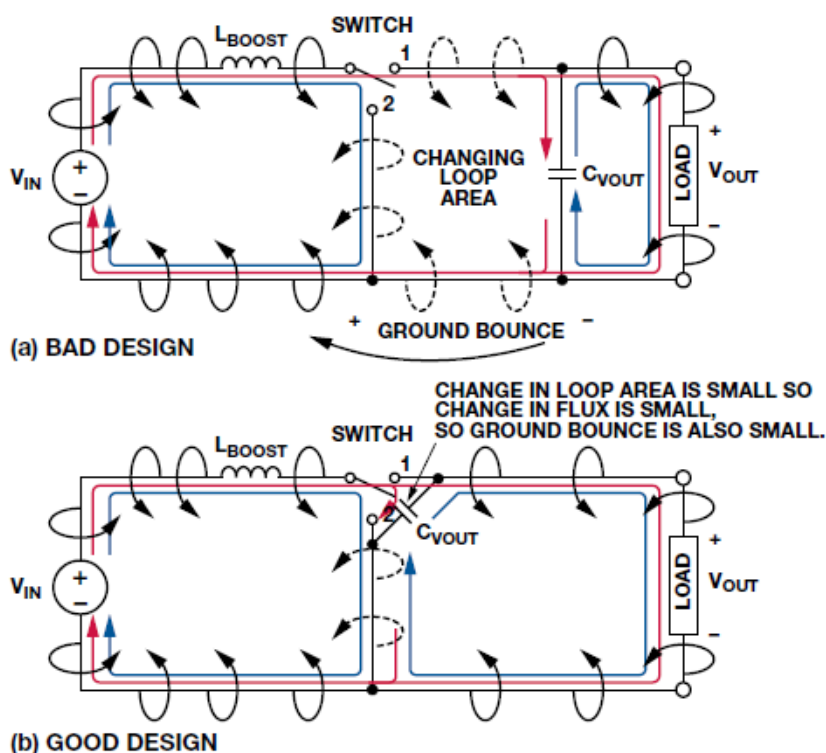 SWITCH
LBOOST
1
2
VIN
+
−
CHANGING
LOOP
AREA
CVOUT
LOAD
+
VOUT
−
+ GROUND BOUNCE −
(a) BAD DESIGN
CHANGE IN LOOP AREA IS SMALL SO
CHANGE IN FLUX IS SMALL,
SO GROUND BOUNCE IS ALSO SMALL.
LBOOST
SWITCH
1
2
CVOUT
VIN
+
−
LOAD
+
VOUT
−
(b) GOOD DESIGN